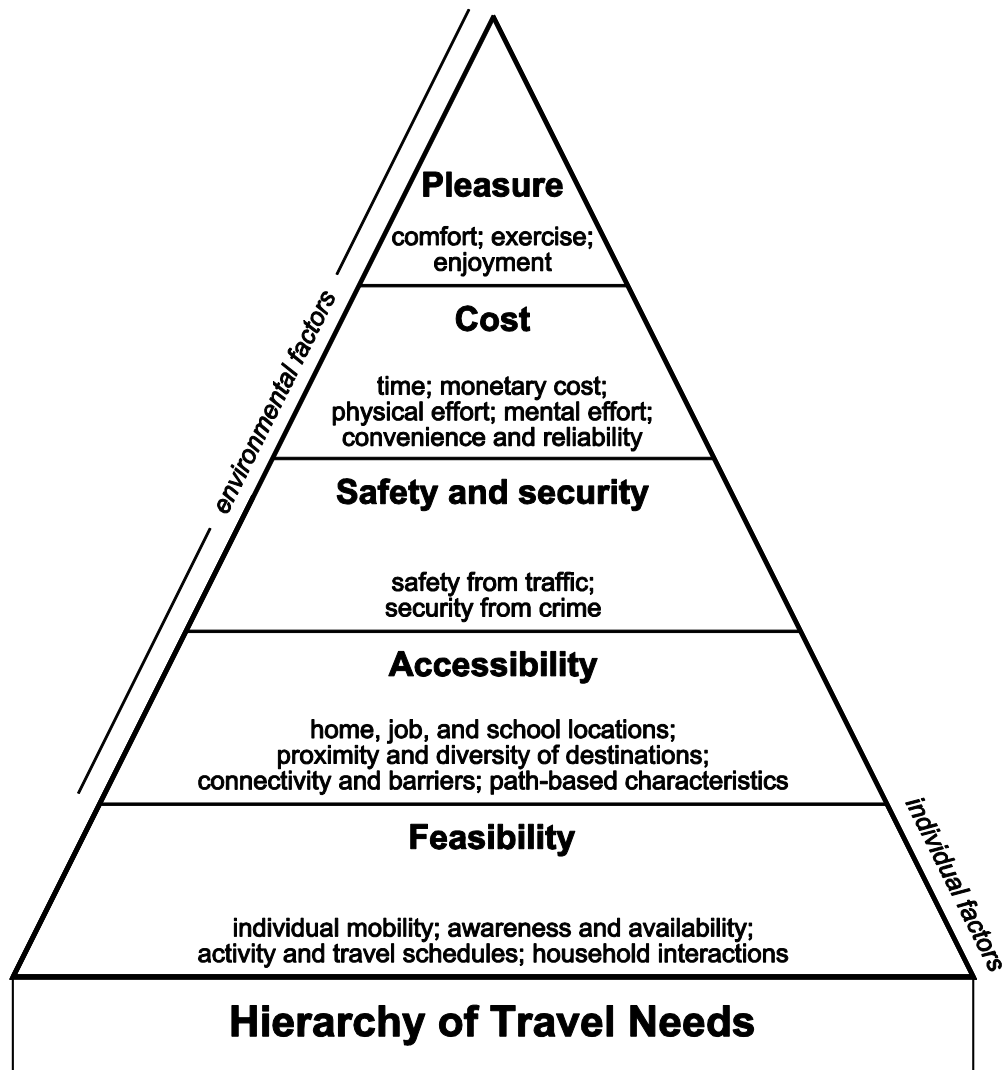 Pleasure
comfort; exercise;
enjoyment
Cost
time; monetary cost;
physical effort; mental effort;
convenience and reliability
environmental factors
Safety and security
safety from traffic;
security from crime
Accessibility
home, job, and school locations;
proximity and diversity of destinations;
connectivity and barriers; path-based characteristics
Feasibility
individual mobility; awareness and availability;
activity and travel schedules; household interactions
individual factors
Hierarchy of Travel Needs